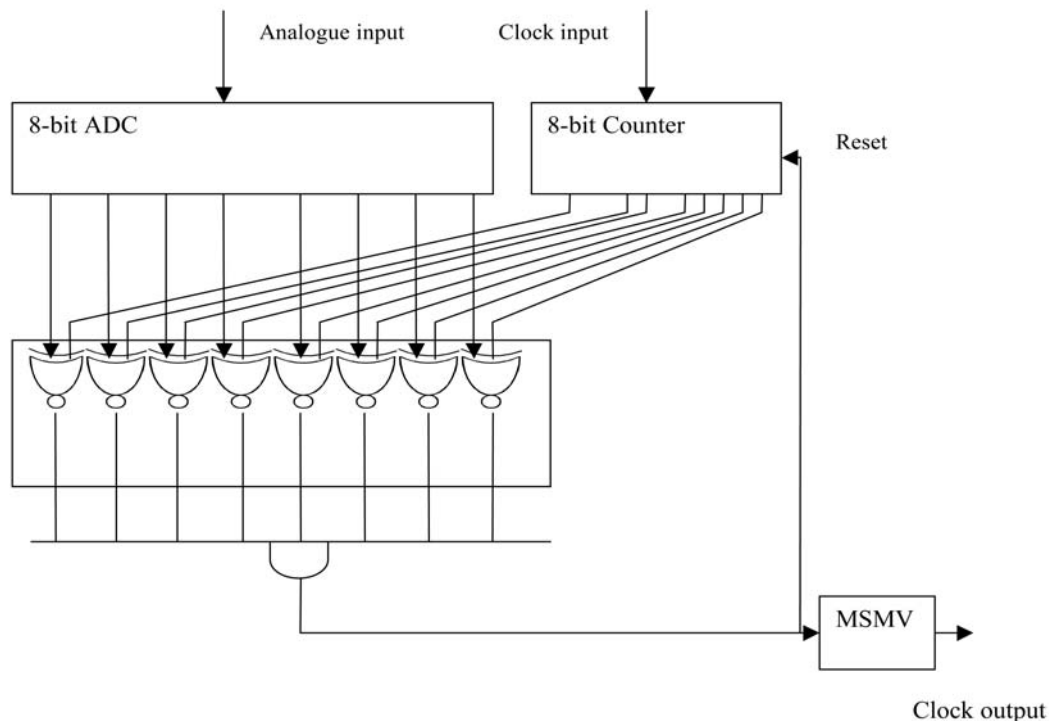 Analogue input
Clock input
8-bit ADC
8-bit Counter
Reset
MSMV
Clock output